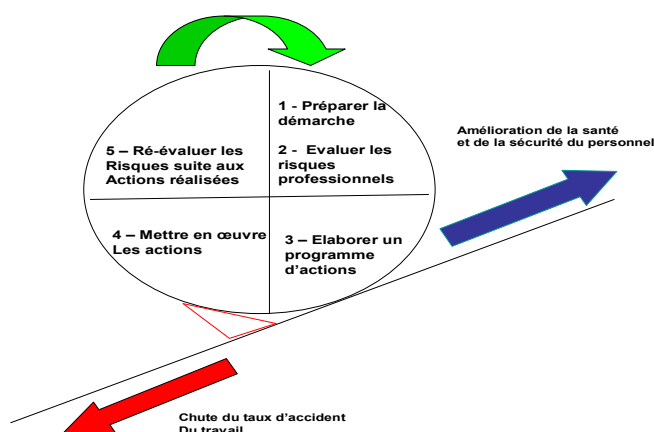 1 - Préparer la
démarche
2 - Evaluer les
risques
professionnels
3 – Elaborer un
programme
d’actions
4 – Mettre en œuvre
Les actions
5 – Ré-évaluer les
Risques suite aux
Actions réalisées
Amélioration de la santé
et de la sécurité du personnel
Chute du taux d’accident
Du travail